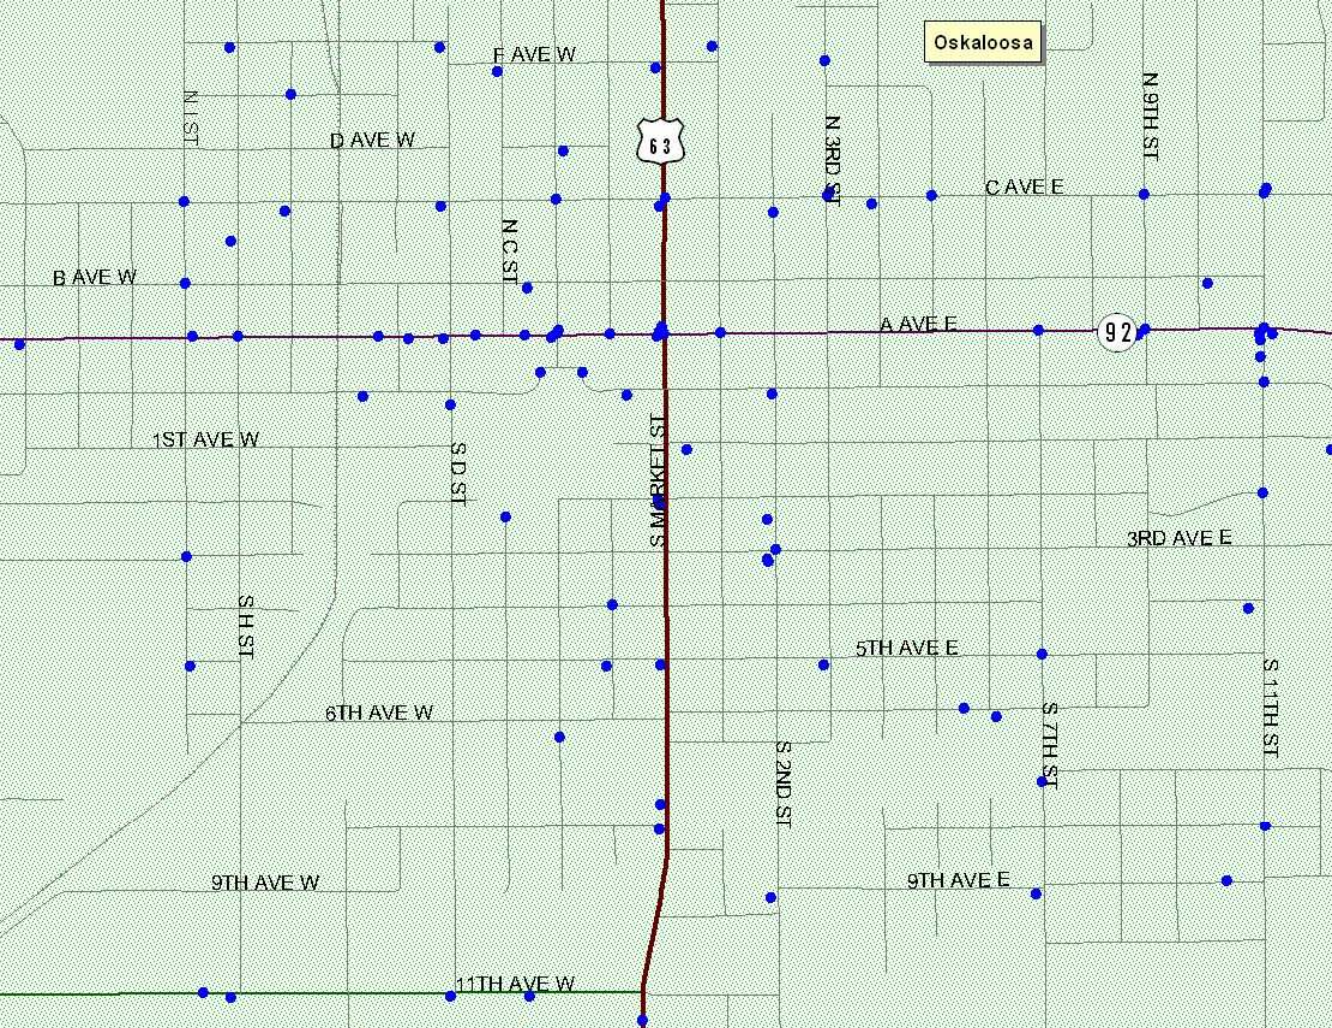 Oskaloosa
F AVE W
N I ST
D AVE W
63
N 3RD ST
N 9TH ST
C AVE E
N C ST
B AVE W
A AVE E
92
1ST AVE W
S D ST
S MARKET ST
3RD AVE E
S H ST
5TH AVE E
S 11TH ST
6TH AVE W
S 7TH ST
S 2ND ST
9TH AVE W
9TH AVE E
11TH AVE W